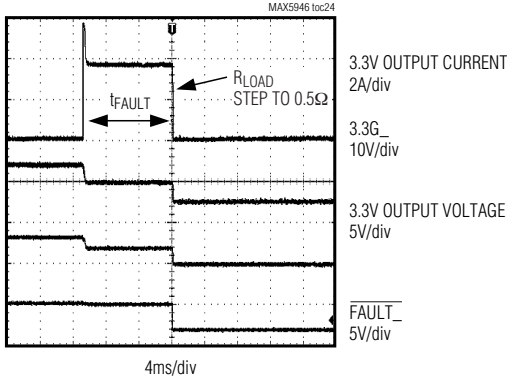 MAX5946 toc24
T
3.3V OUTPUT CURRENT
2A/div
RLOAD
STEP TO 0.5Ω
tFAULT
3.3G_
10V/div
3.3V OUTPUT VOLTAGE
5V/div
FAULT_
5V/div
4ms/div